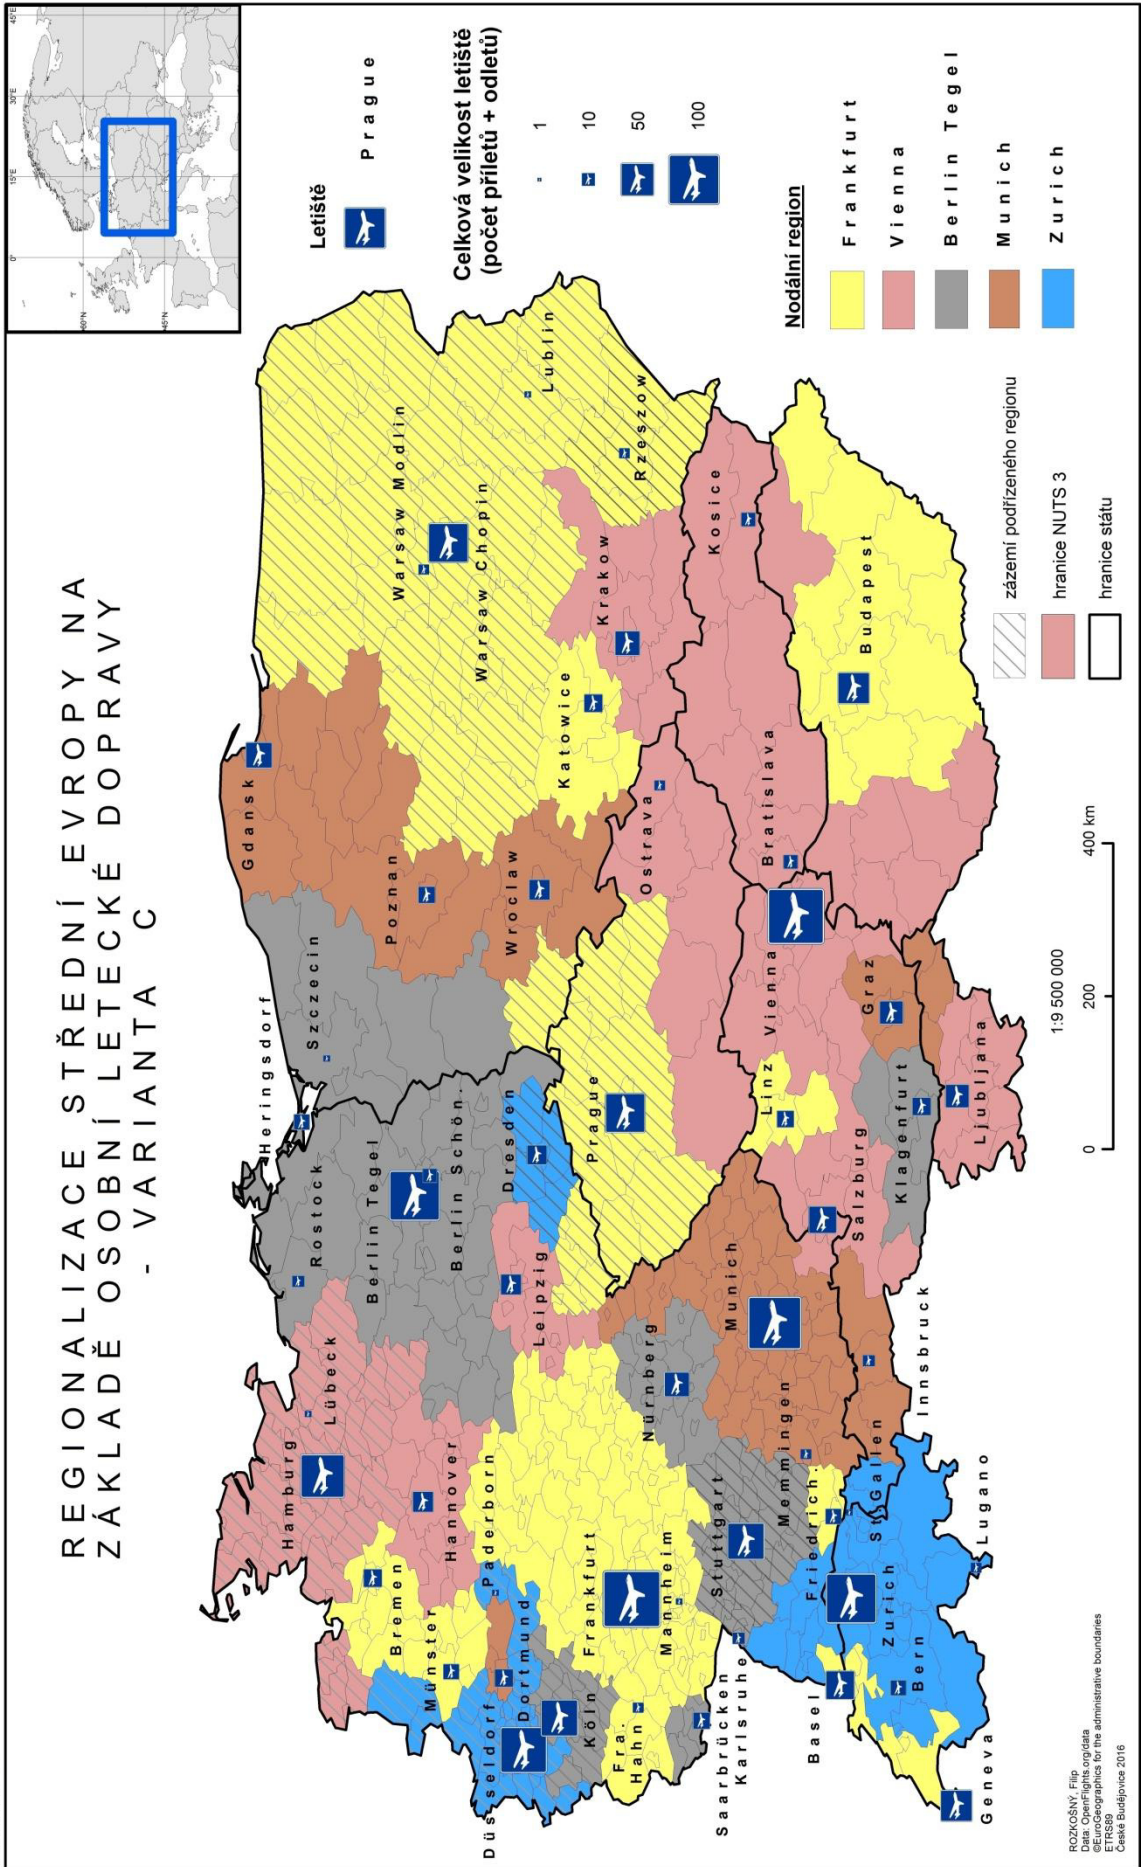 REGIONALIZACE STŘEDNÍ EVROPY NA
ZÁKLADĚ OSOBNÍ LETECKÉ DOPRAVY
- VARIANTA C
45°E
30°E
15°E
0°
60°N
45°N
Letiště
Prague
Celková velikost letiště
(počet příletů + odletů)
1
10
50
100
Nodální region
Frankfurt
Vienna
Berlin Tegel
Munich
Zurich
zázemí podřízeného regionu
hranice NUTS 3
hranice státu
Hamburg
Lübeck
Rostock
Heringsdorf
Szczecin
Gdansk
Bremen
Hannover
Berlin Tegel
Berlin Schön.
Poznan
Warsaw Modlin
Warsaw Chopin
Münster
Paderborn
Düsseldorf
Dortmund
Köln
Leipzig
Dresden
Wroclaw
Lublin
Frankfurt
Fra.
Hahn
Mannheim
Katowice
Krakow
Rzeszow
Saarbrücken
Karlsruhe
Stuttgart
Nürnberg
Prague
Ostrava
Kosice
Memmingen
Munich
Friedrich.
Linz
Vienna
Bratislava
Budapest
Basel
Zurich
Bern
St. Gallen
Innsbruck
Salzburg
Klagenfurt
Graz
Ljubljana
Geneva
Lugano
1:9 500 000
0
200
400 km
ROZKOŠNÝ, Filip
Data: OpenFlights.org/data
©EuroGeographics for the administrative boundaries
ETRS89
České Budějovice 2016